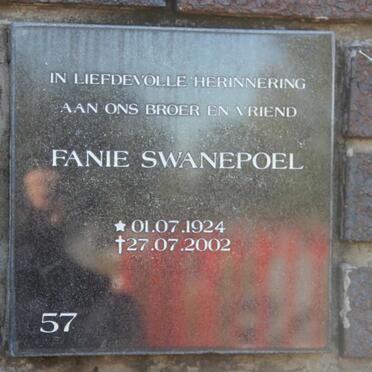 IN LIEFDEVOLLE HERINNERING
AAN ONS BROER EN VRIEND
FANIE SWANEPOEL
★ 01.07.1924
✝ 27.07.2002
57